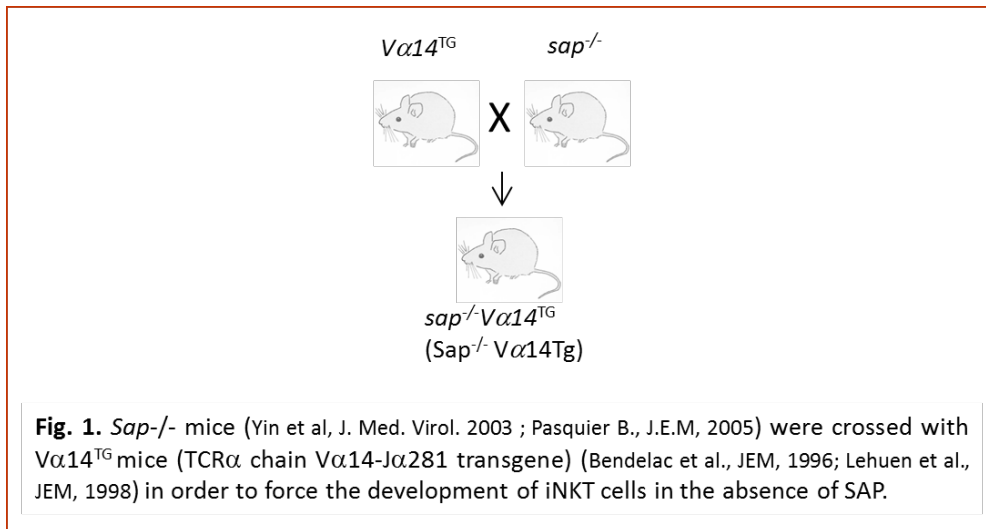 Vα14ᵀᴳ sap⁻/⁻
X
sap⁻/⁻Vα14ᵀᴳ
(Sap⁻/⁻ Vα14Tg)
Fig. 1. Sap-/- mice (Yin et al, J. Med. Virol. 2003 ; Pasquier B., J.E.M, 2005) were crossed with
Vα14ᵀᴳ mice (TCRα chain Vα14-Jα281 transgene) (Bendelac et al., JEM, 1996; Lehuen et al.,
JEM, 1998) in order to force the development of iNKT cells in the absence of SAP.